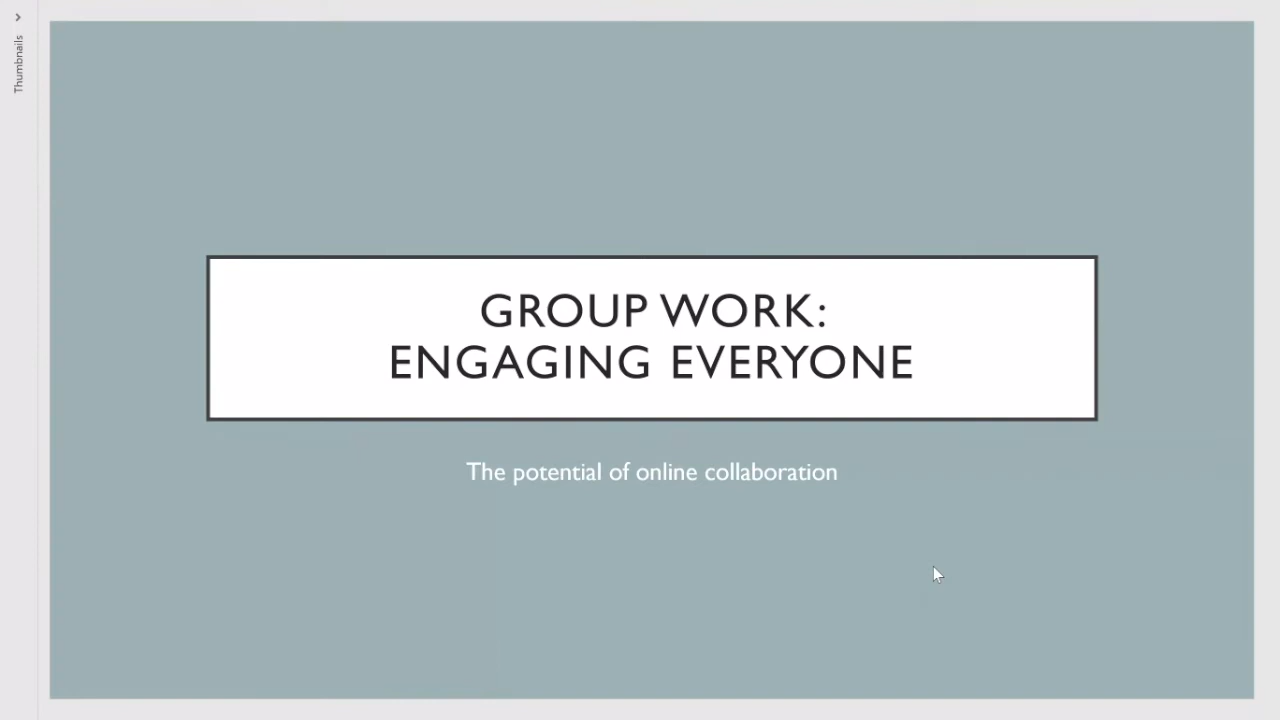 Thumbnails
GROUP WORK:
ENGAGING EVERYONE
The potential of online collaboration